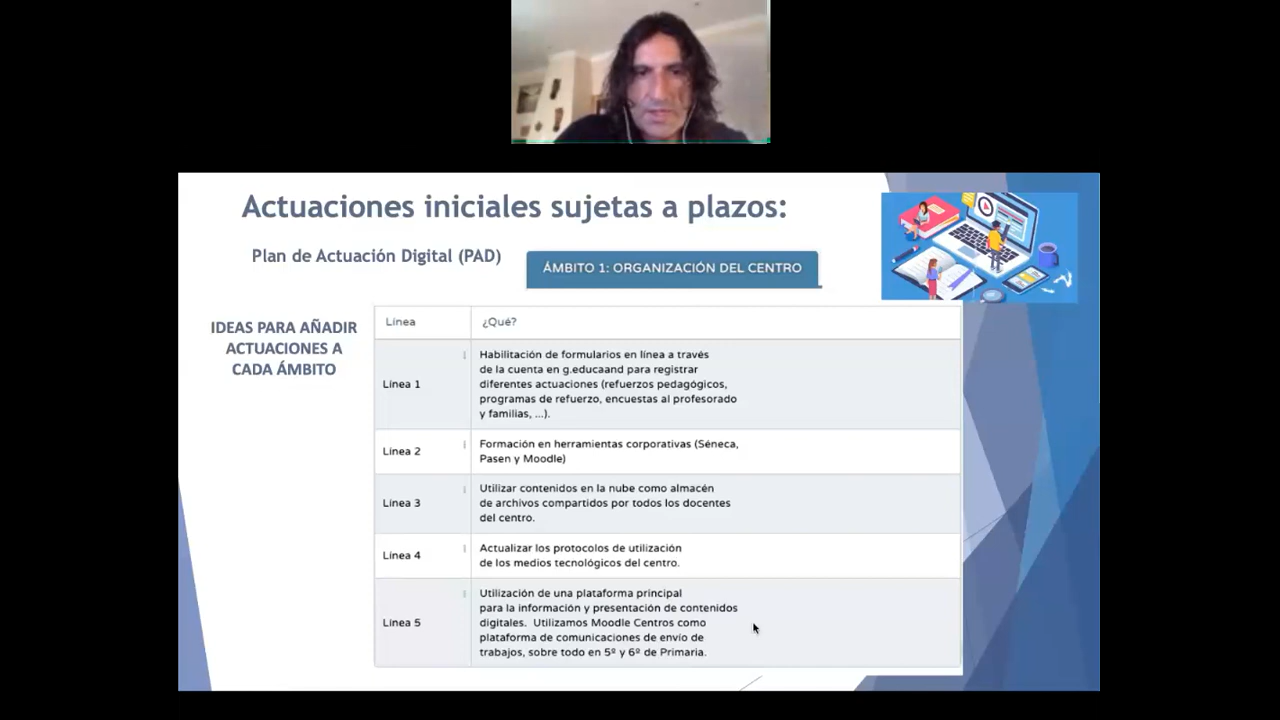 Actuaciones iniciales sujetas a plazos:
Plan de Actuación Digital (PAD)
ÁMBITO 1: ORGANIZACIÓN DEL CENTRO
IDEAS PARA AÑADIR
ACTUACIONES A
CADA ÁMBITO
Línea
¿Qué?
Línea 1
Habilitación de formularios en línea a través
de la cuenta en g.educaand para registrar
diferentes actuaciones (refuerzos pedagógicos,
programas de refuerzo, encuestas al profesorado
y familias, ...).
Línea 2
Formación en herramientas corporativas (Séneca,
Pasen y Moodle)
Línea 3
Utilizar contenidos en la nube como almacén
de archivos compartidos por todos los docentes
del centro.
Línea 4
Actualizar los protocolos de utilización
de los medios tecnológicos del centro.
Línea 5
Utilización de una plataforma principal
para la información y presentación de contenidos
digitales. Utilizamos Moodle Centros como
plataforma de comunicaciones de envío de
trabajos, sobre todo en 5º y 6º de Primaria.